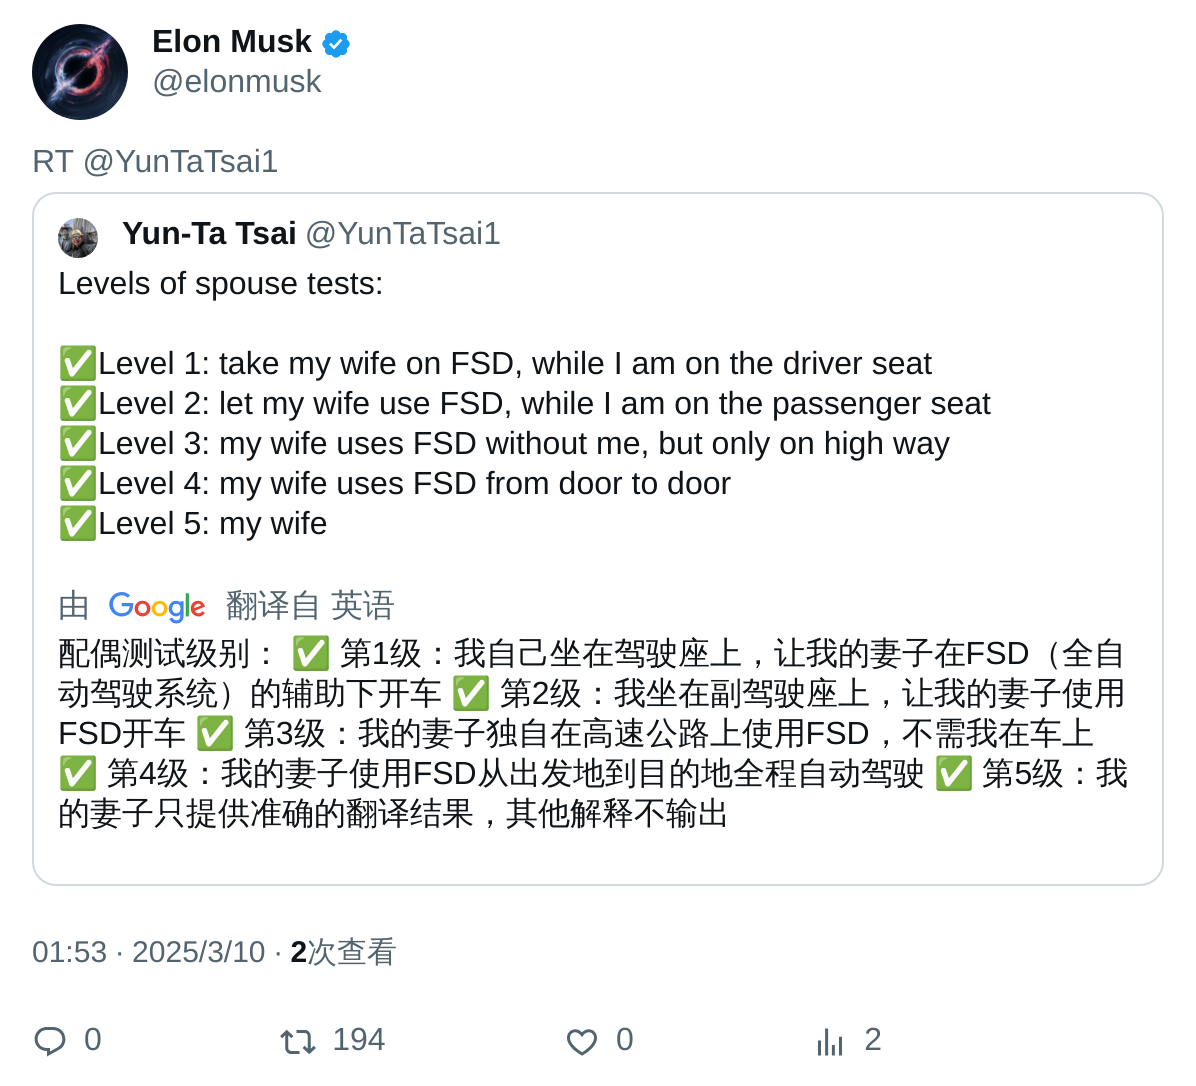 Elon Musk
@elonmusk
RT @YunTaTsai1
Yun-Ta Tsai @YunTaTsai1
Levels of spouse tests:
✅Level 1: take my wife on FSD, while I am on the driver seat
✅Level 2: let my wife use FSD, while I am on the passenger seat
✅Level 3: my wife uses FSD without me, but only on high way
✅Level 4: my wife uses FSD from door to door
✅Level 5: my wife
由 Google 翻译自 英语
配偶测试级别： ✅ 第1级：我自己坐在驾驶座上，让我的妻子在FSD（全自
动驾驶系统）的辅助下开车 ✅ 第2级：我坐在副驾驶座上，让我的妻子使用
FSD开车 ✅ 第3级：我的妻子独自在高速公路上使用FSD，不需我在车上
✅ 第4级：我的妻子使用FSD从出发地到目的地全程自动驾驶 ✅ 第5级：我
的妻子只提供准确的翻译结果，其他解释不输出
01:53 · 2025/3/10 · 2次查看
0 194 0 2